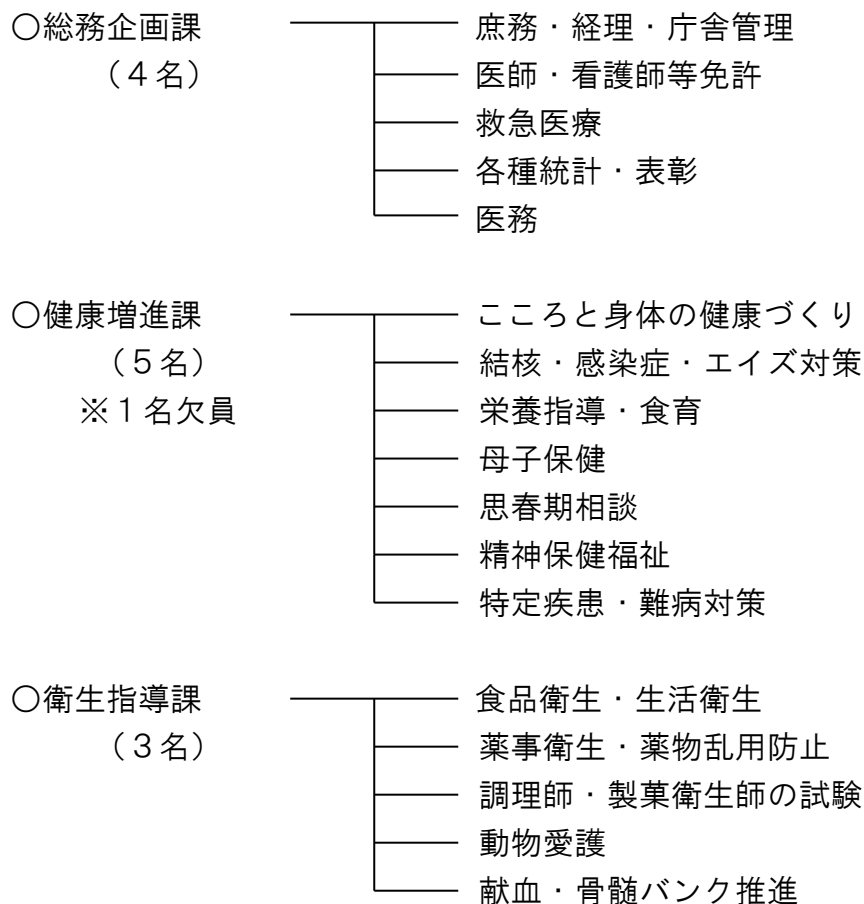 ○総務企画課 庶務・経理・庁舎管理
（４名） 医師・看護師等免許
救急医療
各種統計・表彰
医務
○健康増進課 こころと身体の健康づくり
（５名） 結核・感染症・エイズ対策
※１名欠員 栄養指導・食育
母子保健
思春期相談
精神保健福祉
特定疾患・難病対策
○衛生指導課 食品衛生・生活衛生
（３名） 薬事衛生・薬物乱用防止
調理師・製菓衛生師の試験
動物愛護
献血・骨髄バンク推進